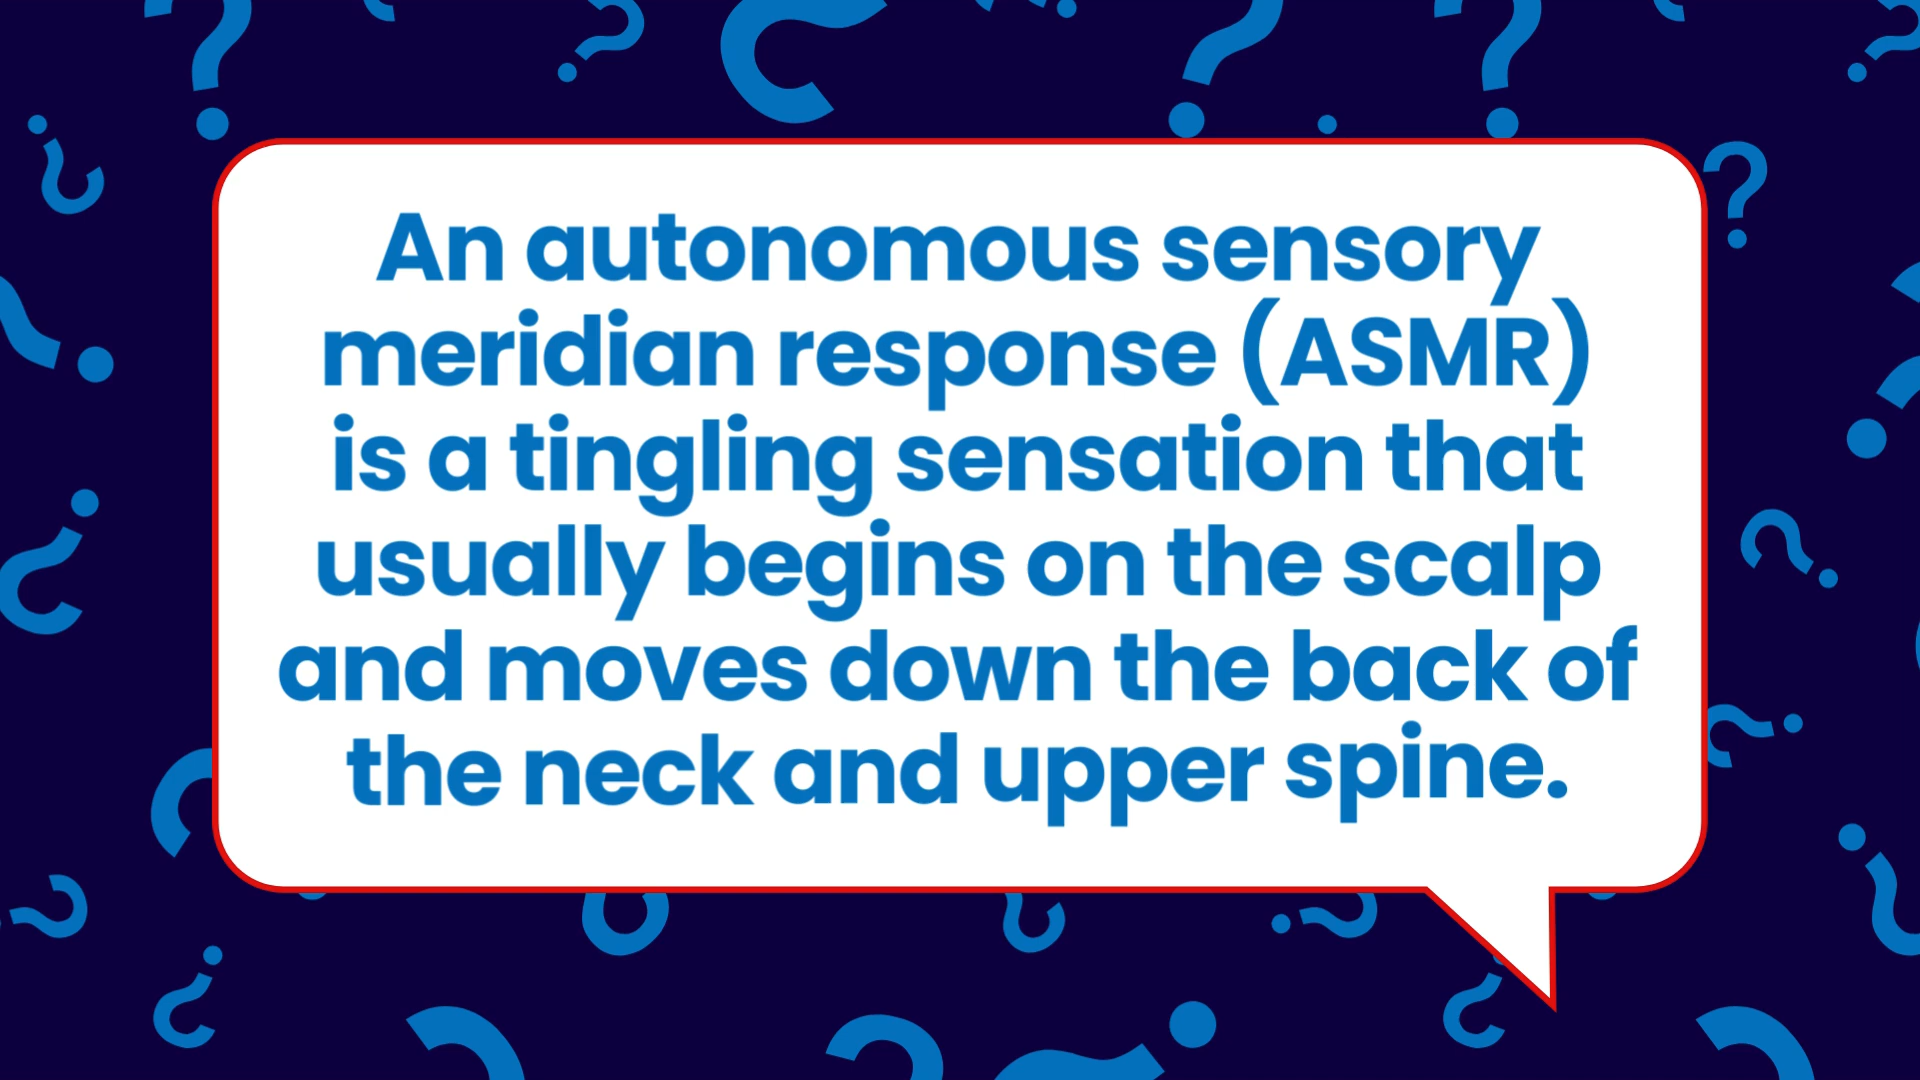 An autonomous sensory
meridian response (ASMR)
is a tingling sensation that
usually begins on the scalp
and moves down the back of
the neck and upper spine.